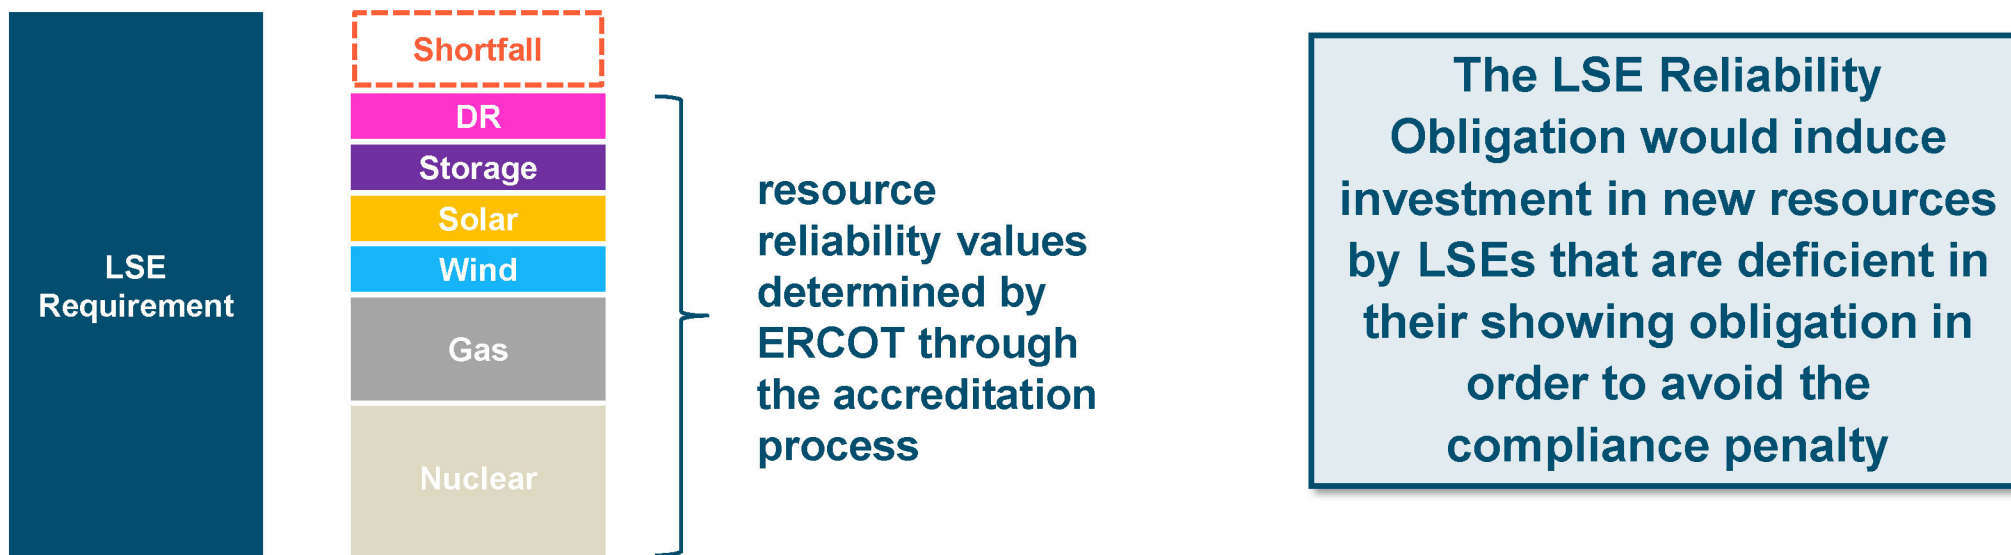 LSE
Requirement
Shortfall
DR
Storage
Solar
Wind
Gas
Nuclear
resource
reliability values
determined by
ERCOT through
the accreditation
process
The LSE Reliability
Obligation would induce
investment in new resources
by LSEs that are deficient in
their showing obligation in
order to avoid the
compliance penalty